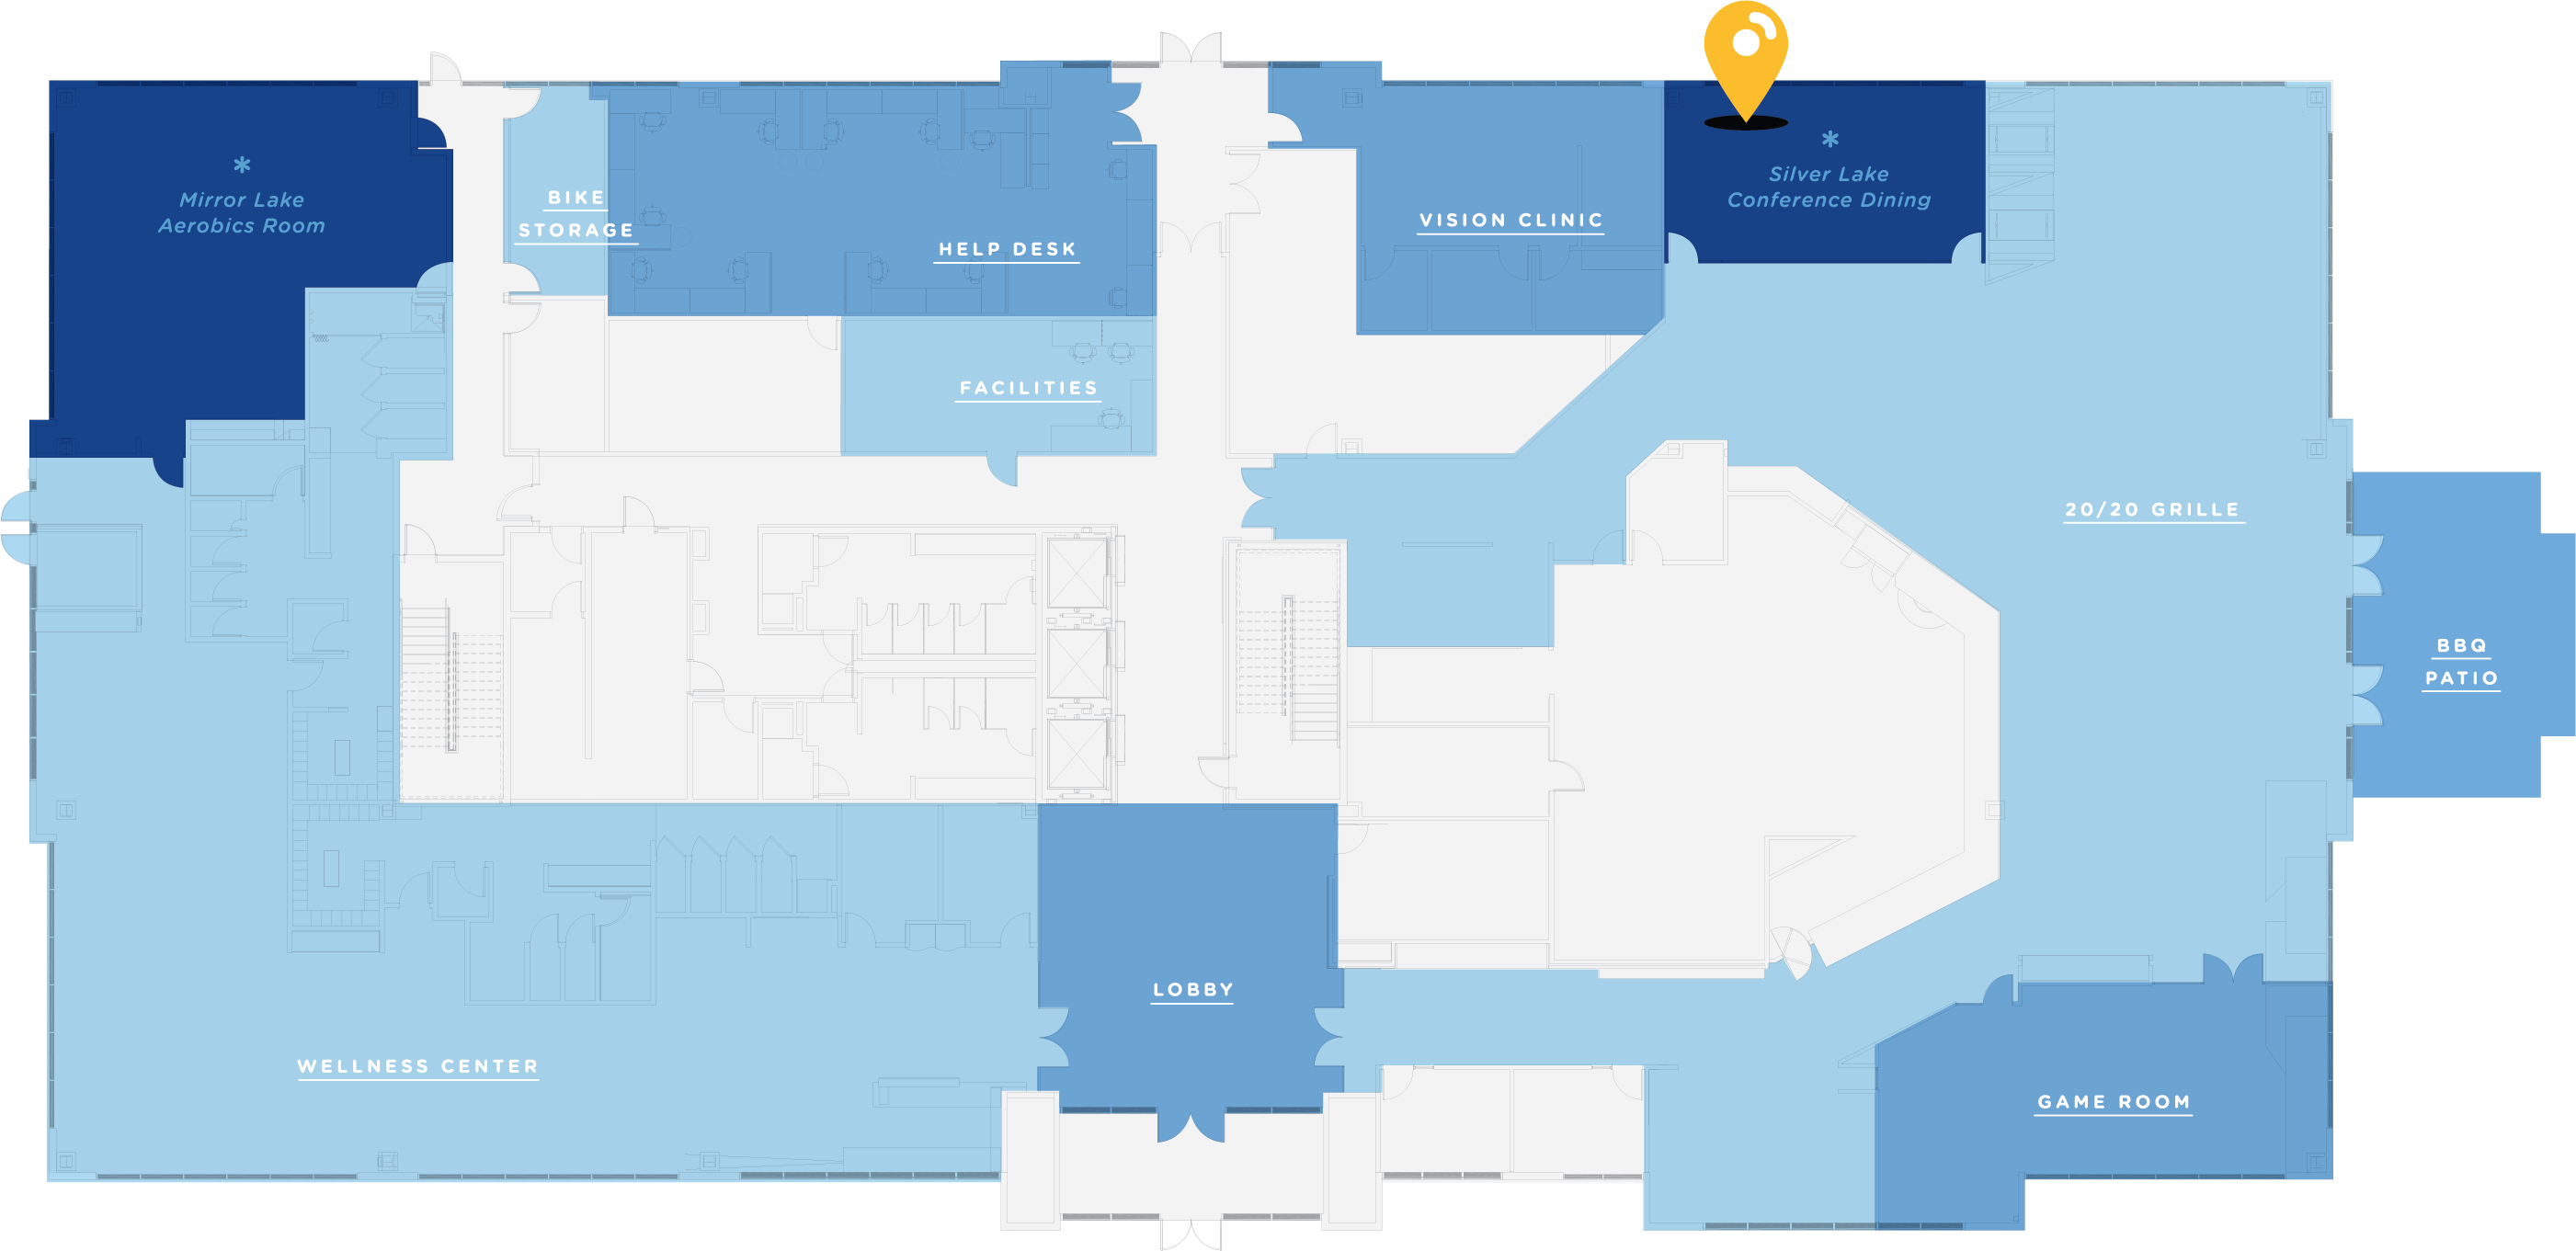 *
Mirror Lake
Aerobics Room
BIKE
STORAGE
HELP DESK
VISION CLINIC
*
Silver Lake
Conference Dining
FACILITIES
20/20 GRILLE
BBQ
PATIO
LOBBY
WELLNESS CENTER
GAME ROOM